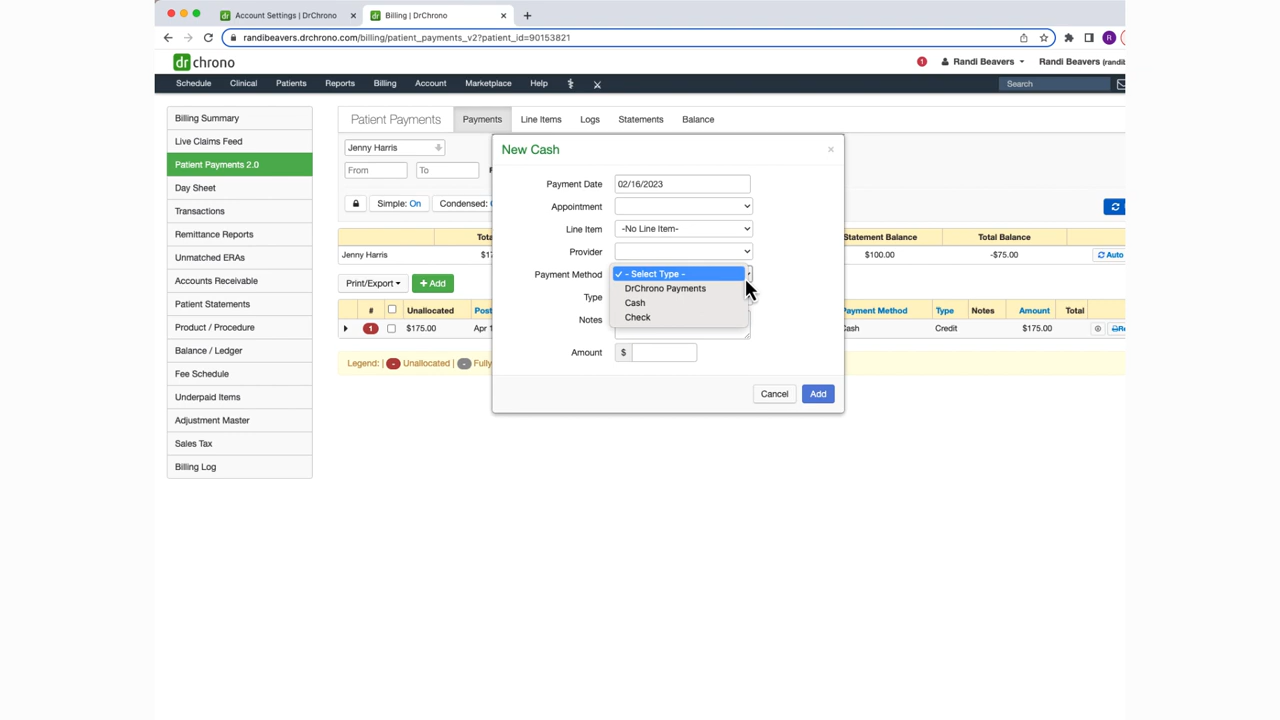 Account Settings | DrChrono
Billing | DrChrono
randibeavers.drchrono.com/billing/patient_payments_v2?patient_id=90153821
R
drchrono
1
Randi Beavers
Randi Beavers (randib
Schedule
Clinical
Patients
Reports
Billing
Account
Marketplace
Help
Search
Billing Summary
Live Claims Feed
Patient Payments 2.0
Day Sheet
Transactions
Remittance Reports
Unmatched ERAs
Accounts Receivable
Patient Statements
Product / Procedure
Balance / Ledger
Fee Schedule
Underpaid Items
Adjustment Master
Sales Tax
Billing Log
Patient Payments
Payments
Line Items
Logs
Statements
Balance
Jenny Harris
From
To
Simple: On
Condensed:
Tota
Statement Balance
Total Balance
Jenny Harris
$17
$100.00
-$75.00
Auto
Print/Export
+ Add
#
Unallocated
Post
Payment Method
Type
Notes
Amount
Total
1
$175.00
Apr 1
Cash
Credit
$175.00
Re
Legend: | - Unallocated | - Fully
New Cash
×
Payment Date
02/16/2023
Appointment
Line Item
-No Line Item-
Provider
Payment Method
- Select Type -
DrChrono Payments
Cash
Check
Type
Notes
Amount
$
Cancel
Add